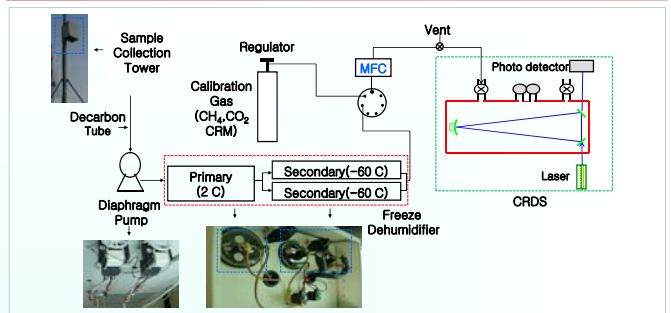 Sample
Collection
Tower
Decarbon
Tube
Diaphragm
Pump
Primary
(2 C)
Secondary(-60 C)
Secondary(-60 C)
Freeze
Dehumidifier
Regulator
Calibration
Gas
(CH₄,CO₂
CRM)
MFC
Vent
Photo detector
Laser
CRDS